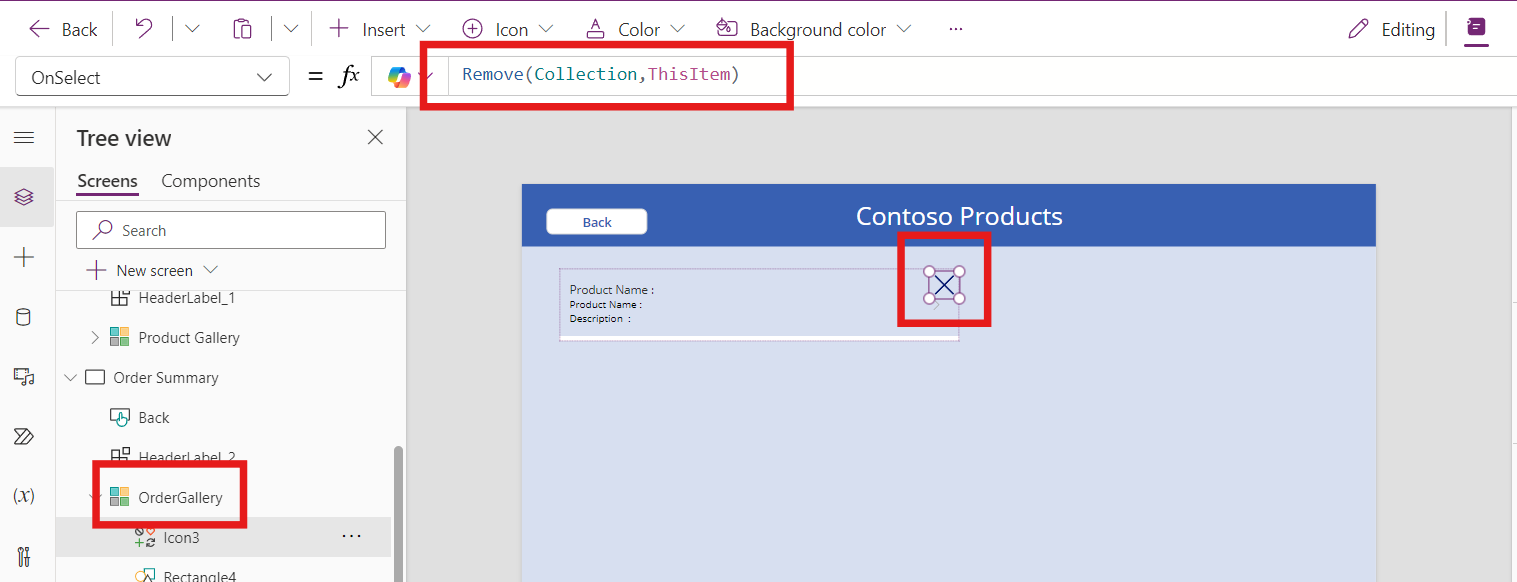 Back
Insert
Icon
Color
Background color
...
Editing
OnSelect
= fx
Remove(Collection,ThisItem)
Tree view
Screens
Components
Search
New screen
HeaderLabel_1
Product Gallery
Order Summary
Back
HeaderLabel_2
OrderGallery
Icon3
...
Rectangle4
(x)
Back
Contoso Products
Product Name :
Product Name :
Description :